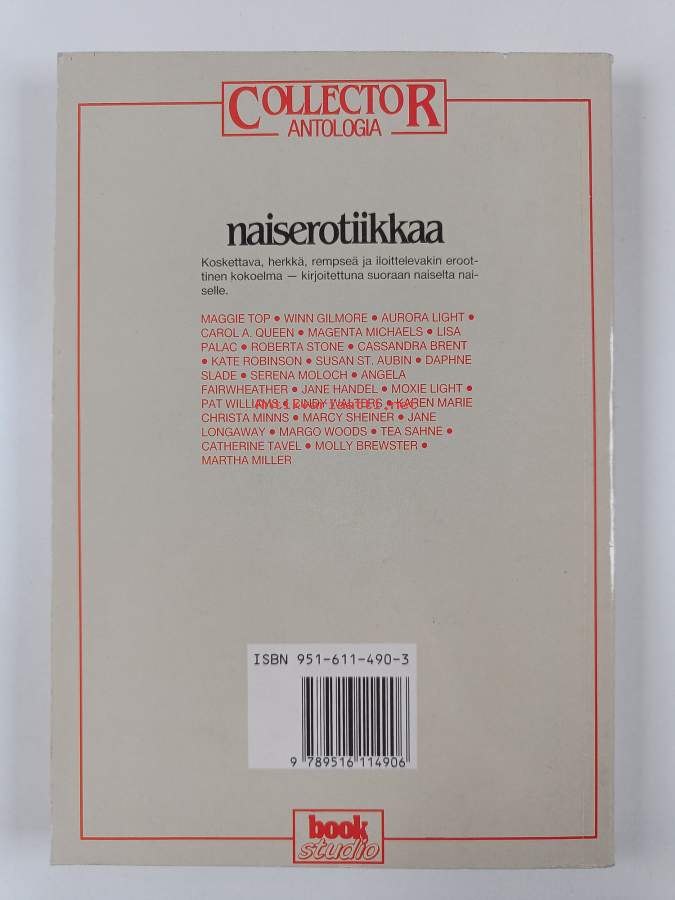 COLLECTOR
ANTOLOGIA
naiserotiikkaa
Koskettava, herkkä, rempseä ja iloittelevakin eroot-
tinen kokoelma — kirjoitettuna suoraan naiselta nai-
selle.
MAGGIE TOP • WINN GILMORE • AURORA LIGHT •
CAROL A. QUEEN • MAGENTA MICHAELS • LISA
PALAC • ROBERTA STONE • CASSANDRA BRENT
• KATE ROBINSON • SUSAN ST. AUBIN • DAPHNE
SLADE • SERENA MOLOCH • ANGELA
FAIRWHEATHER • JANE HANDEL • MOXIE LIGHT •
PAT WILLIAMS • CINDY WALTERS • KAREN MARIE
Antikvariaatti.net
CHRISTA MINNS • MARCY SHEINER • JANE
LONGAWAY • MARGO WOODS • TEA SAHNE •
CATHERINE TAVEL • MOLLY BREWSTER •
MARTHA MILLER
ISBN 951-611-490-3
9 789516 114906
book
studio